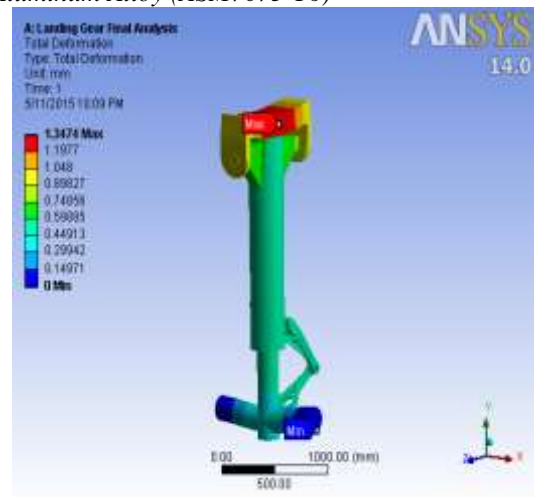 A: Landing Gear Final Analysis
Total Deformation
Type: Total Deformation
Unit: mm
Time: 1
5/11/2015 10:09 PM
ANSYS
14.0
1.3474 Max
1.1977
1.048
0.89827
0.74856
0.59885
0.44913
0.29942
0.14971
0 Min
Max
Min
0.00
1000.00 (mm)
500.00
Y
Z
X